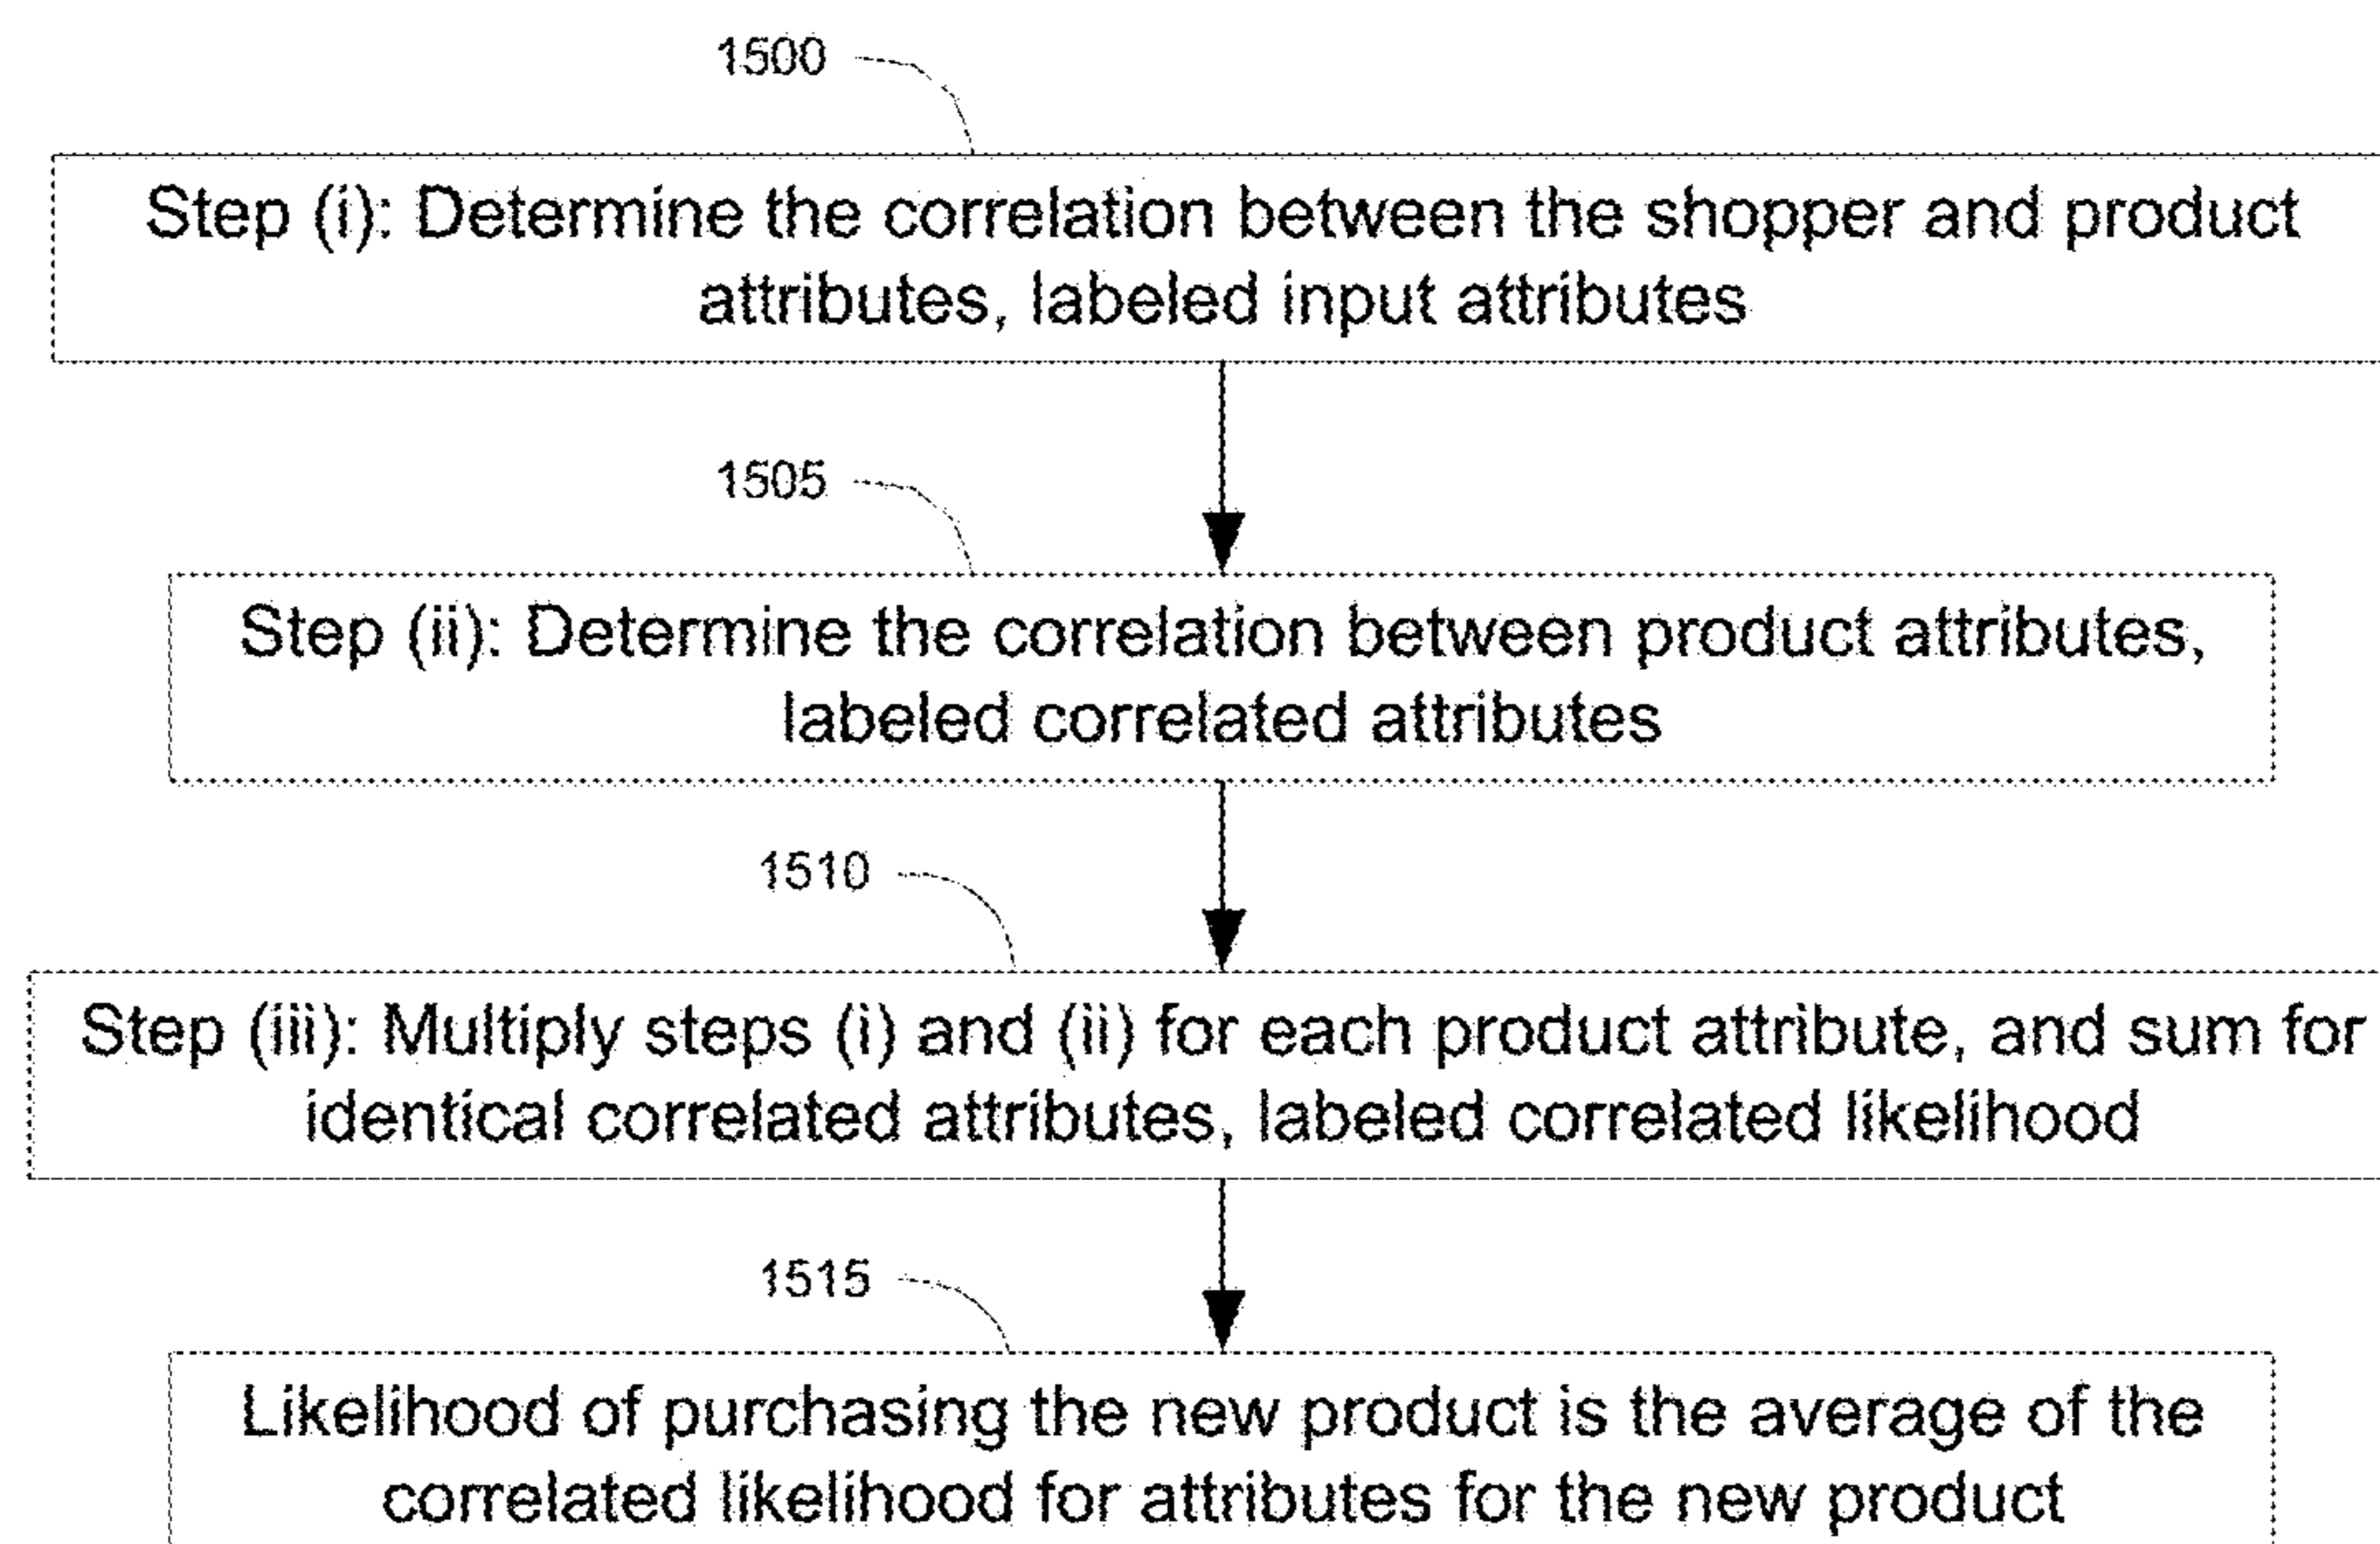 1500
Step (i): Determine the correlation between the shopper and product
attributes, labeled input attributes
1505
Step (ii): Determine the correlation between product attributes,
labeled correlated attributes
1510
Step (iii): Multiply steps (i) and (ii) for each product attribute, and sum for
identical correlated attributes, labeled correlated likelihood
1515
Likelihood of purchasing the new product is the average of the
correlated likelihood for attributes for the new product